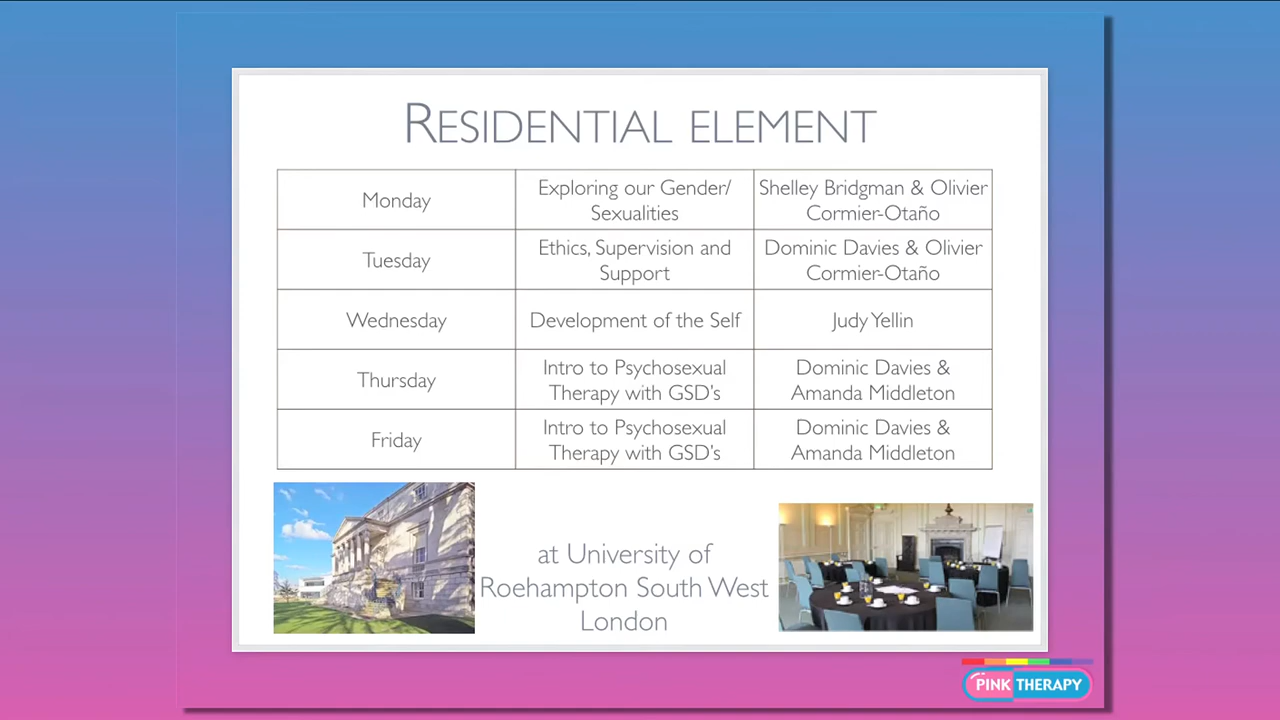 RESIDENTIAL ELEMENT
Monday
Exploring our Gender/
Sexualities
Shelley Bridgman & Olivier
Cormier-Otaño
Tuesday
Ethics, Supervision and
Support
Dominic Davies & Olivier
Cormier-Otaño
Wednesday
Development of the Self
Judy Yellin
Thursday
Intro to Psychosexual
Therapy with GSD's
Dominic Davies &
Amanda Middleton
Friday
Intro to Psychosexual
Therapy with GSD's
Dominic Davies &
Amanda Middleton
at University of
Roehampton South West
London
PINK THERAPY